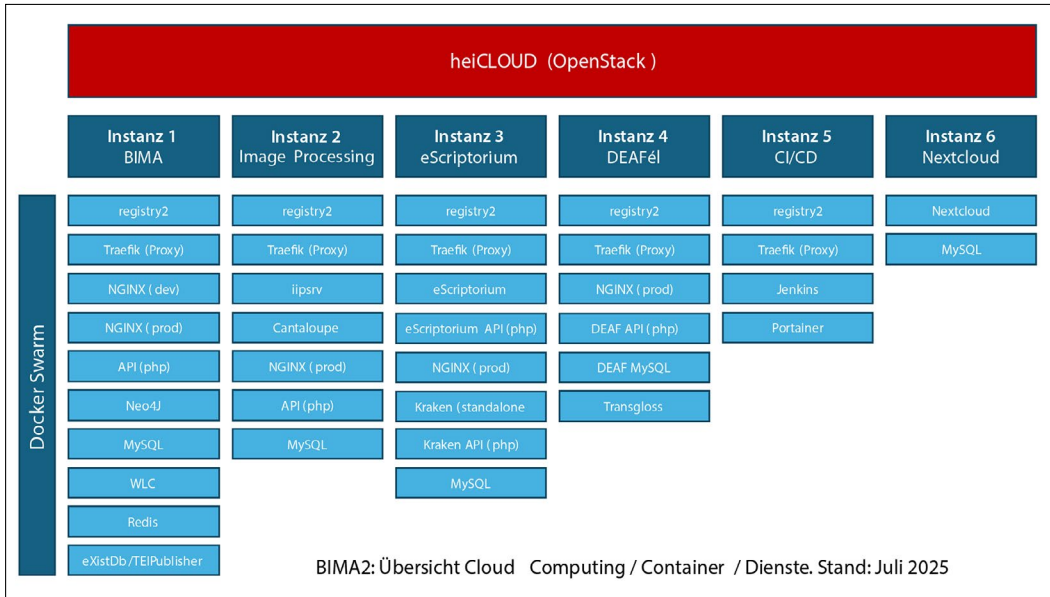 heiCLOUD (OpenStack )
Instanz 1
BIMA
Instanz 2
Image Processing
Instanz 3
eScriptorium
Instanz 4
DEAFél
Instanz 5
CI/CD
Instanz 6
Nextcloud
Docker Swarm
registry2
Traefik (Proxy)
NGINX ( dev)
NGINX ( prod)
API (php)
Neo4J
MySQL
WLC
Redis
eXistDb /TEIPublisher
registry2
Traefik (Proxy)
iipsrv
Cantaloupe
NGINX ( prod)
API (php)
MySQL
registry2
Traefik (Proxy)
eScriptorium
eScriptorium API (php)
NGINX ( prod)
Kraken (standalone
Kraken API ( php)
MySQL
registry2
Traefik (Proxy)
NGINX ( prod)
DEAF API ( php)
DEAF MySQL
Transgloss
registry2
Traefik (Proxy)
Jenkins
Portainer
Nextcloud
MySQL
BIMA2: Übersicht Cloud Computing / Container / Dienste. Stand: Juli 2025